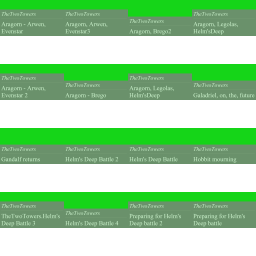 TheTwoTowers
Aragorn - Arwen,
Evenstar
TheTwoTowers
Aragorn, Arwen,
Evenstar3
TheTwoTowers
Aragorn, Brego2
TheTwoTowers
Aragorn, Legolas,
Helm'sDeep
TheTwoTowers
Aragorn - Arwen,
Evenstar 2
TheTwoTowers
Aragorn - Brego
TheTwoTowers
Aragorn, Legolas,
Helm'sDeep
TheTwoTowers
Galadriel, on, the, future
TheTwoTowers
Gandalf returns
TheTwoTowers
Helm's Deep Battle 2
TheTwoTowers
Helm's Deep Battle
TheTwoTowers
Hobbit mourning
TheTwoTowers
TheTwoTowers.Helm's
Deep Battle 3
TheTwoTowers
Helm's Deep Battle 4
TheTwoTowers
Preparing for Helm's
Deep battle 2
TheTwoTowers
Preparing for Helm's
Deep battle